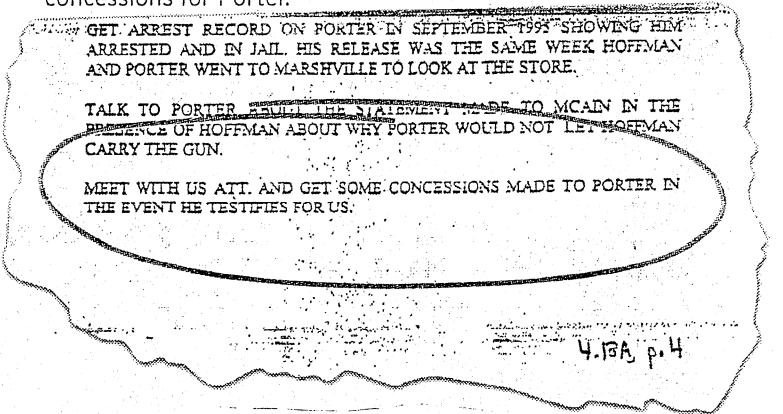 concessions for Porter.
GET ARREST RECORD ON PORTER IN SEPTEMBER 1995 SHOWING HIM
ARRESTED AND IN JAIL. HIS RELEASE WAS THE SAME WEEK HOFFMAN
AND PORTER WENT TO MARSHVILLE TO LOOK AT THE STORE.
TALK TO PORTER ABOUT THE STATEMENT MADE TO MCAIN IN THE
PRESENCE OF HOFFMAN ABOUT WHY PORTER WOULD NOT LET HOFFMAN
CARRY THE GUN.
MEET WITH US ATT. AND GET SOME CONCESSIONS MADE TO PORTER IN
THE EVENT HE TESTIFIES FOR US.
4.13A, p. 4